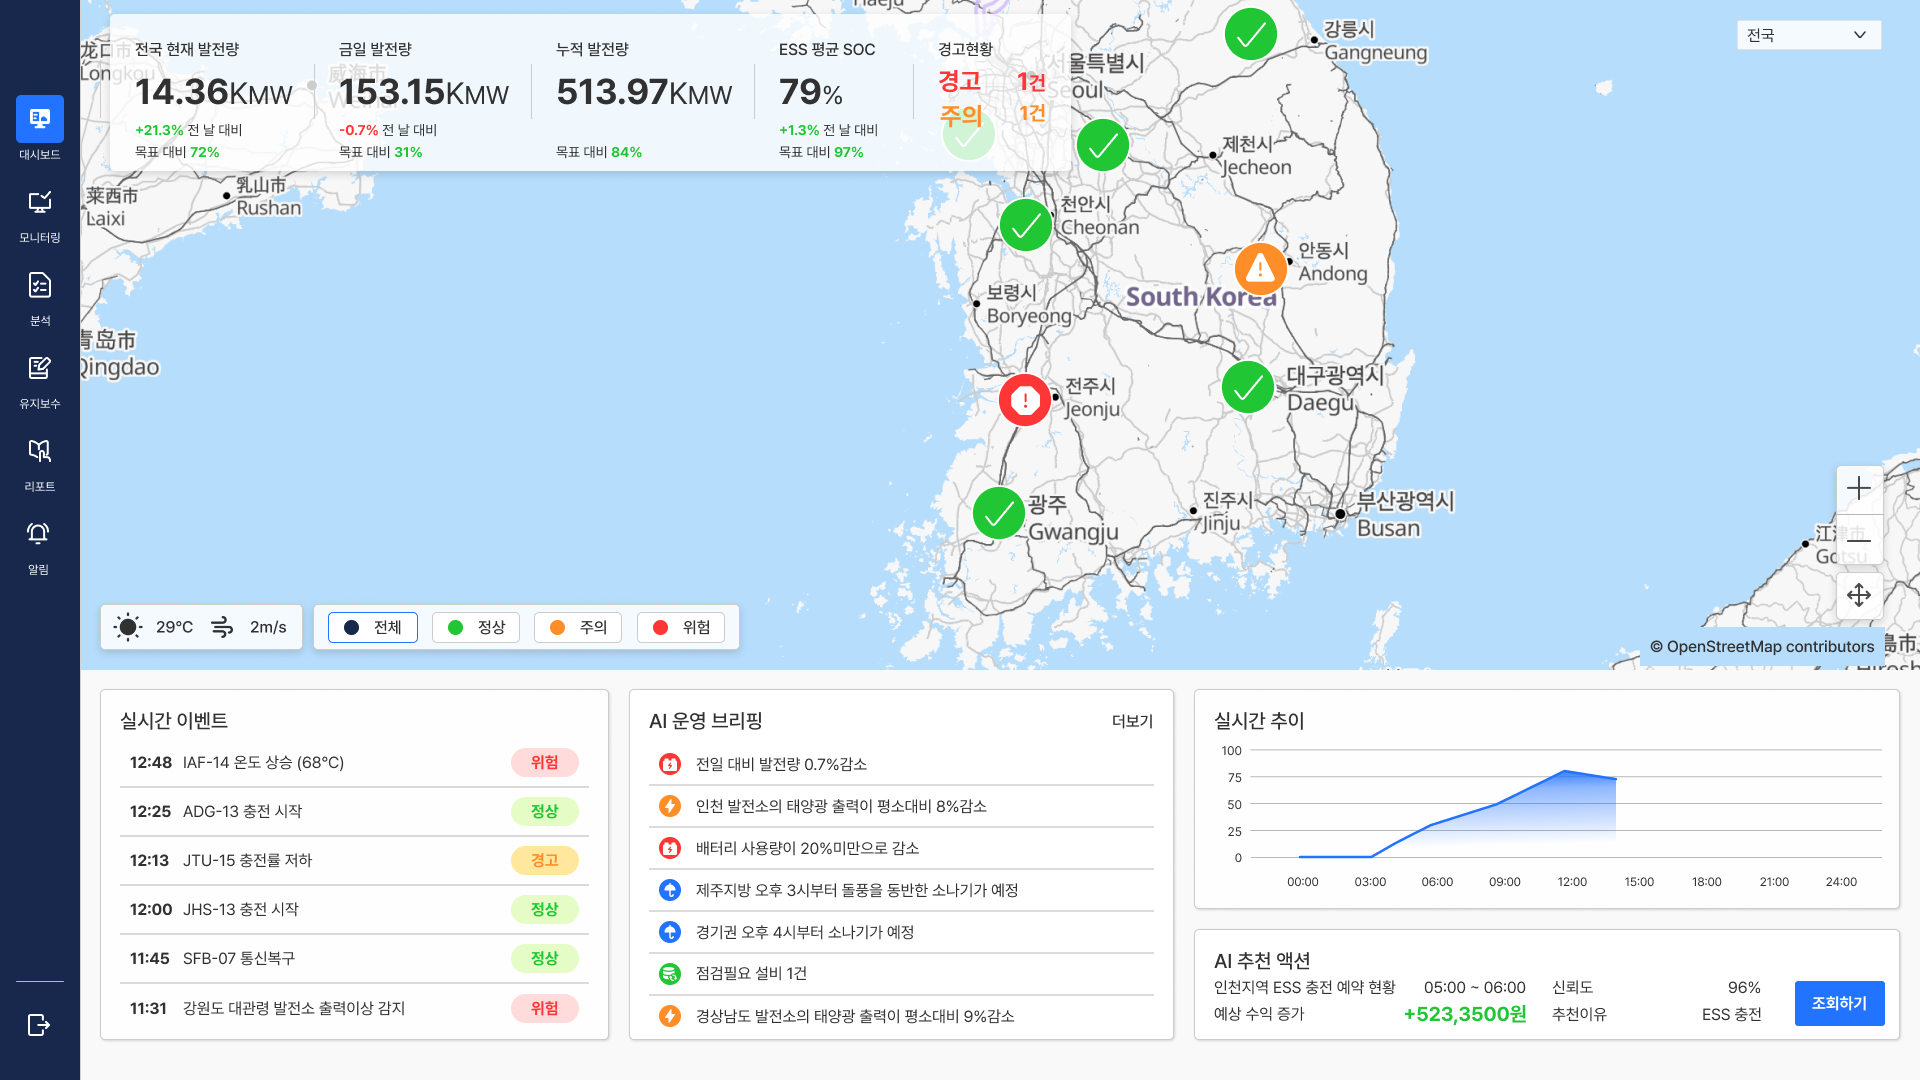 대시보드
모니터링
분석
유지보수
리포트
알림
전국 현재 발전량
14.36KMW
+21.3% 전 날 대비
목표 대비 72%
금일 발전량
153.15KMW
-0.7% 전 날 대비
목표 대비 31%
누적 발전량
513.97KMW
목표 대비 84%
ESS 평균 SOC
79%
+1.3% 전 날 대비
목표 대비 97%
경고현황
경고 1건
주의 1건
전국
Haeju
龙口市
Longkou
威海市
莱西市
Laixi
乳山市
Rushan
青岛市
Qingdao
서울특별시
Seoul
강릉시
Gangneung
제천시
Jecheon
천안시
Cheonan
안동시
Andong
보령시
Boryeong
South Korea
전주시
Jeonju
대구광역시
Daegu
광주
Gwangju
진주시
Jinju
부산광역시
Busan
江津市
Gotsu
島市
Hirosh
29°C
2m/s
전체
정상
주의
위험
© OpenStreetMap contributors
실시간 이벤트
12:48 IAF-14 온도 상승 (68°C) 위험
12:25 ADG-13 충전 시작 정상
12:13 JTU-15 충전률 저하 경고
12:00 JHS-13 충전 시작 정상
11:45 SFB-07 통신복구 정상
11:31 강원도 대관령 발전소 출력이상 감지 위험
AI 운영 브리핑 더보기
전일 대비 발전량 0.7%감소
인천 발전소의 태양광 출력이 평소대비 8%감소
배터리 사용량이 20%미만으로 감소
제주지방 오후 3시부터 돌풍을 동반한 소나기가 예정
경기권 오후 4시부터 소나기가 예정
점검필요 설비 1건
경상남도 발전소의 태양광 출력이 평소대비 9%감소
실시간 추이
100
75
50
25
0
00:00 03:00 06:00 09:00 12:00 15:00 18:00 21:00 24:00
AI 추천 액션
인천지역 ESS 충전 예약 현황 05:00 ~ 06:00 신뢰도 96%
예상 수익 증가 +523,3500원 추천이유 ESS 충전
조회하기